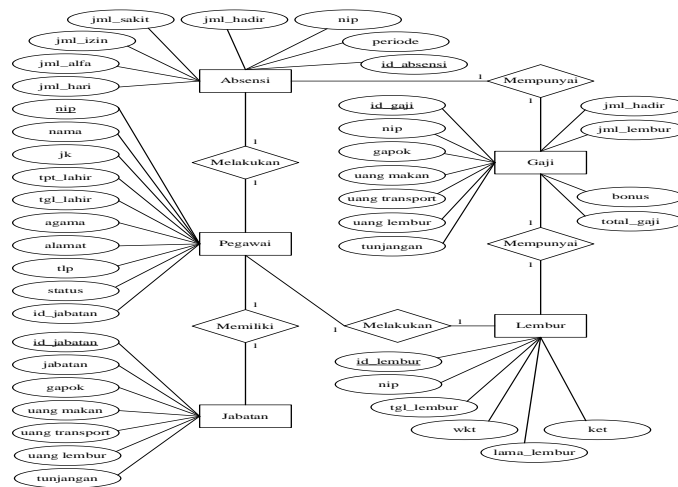 jml_sakit
jml_hadir
nip
jml_izin
periode
jml_alfa
id_absensi
jml_hari
Absensi
1
Mempunyai
1
nip
nama
jk
tpt_lahir
tgl_lahir
agama
alamat
tlp
status
id_jabatan
1
Melakukan
1
id_gaji
nip
gapok
uang makan
uang transport
uang lembur
tunjangan
jml_hadir
jml_lembur
Gaji
bonus
total_gaji
1
Mempunyai
1
Pegawai
1
Memiliki
1
1
Melakukan
1
Lembur
id_jabatan
jabatan
gapok
uang makan
uang transport
uang lembur
tunjangan
Jabatan
id_lembur
nip
tgl_lembur
wkt
lama_lembur
ket